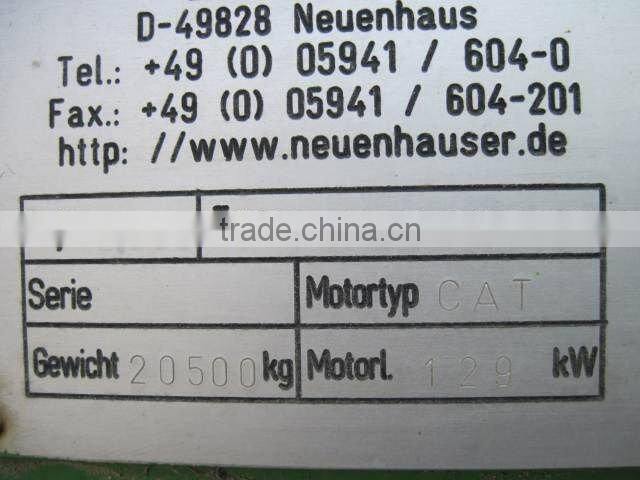 D-49828 Neuenhaus
Tel.: +49 (0) 05941 / 604-0
Fax.: +49 (0) 05941 / 604-201
http: //www.neuenhauser.de
trade.china.cn
Serie Motortyp CAT
Gewicht 20500 kg Motorl. 129 kW